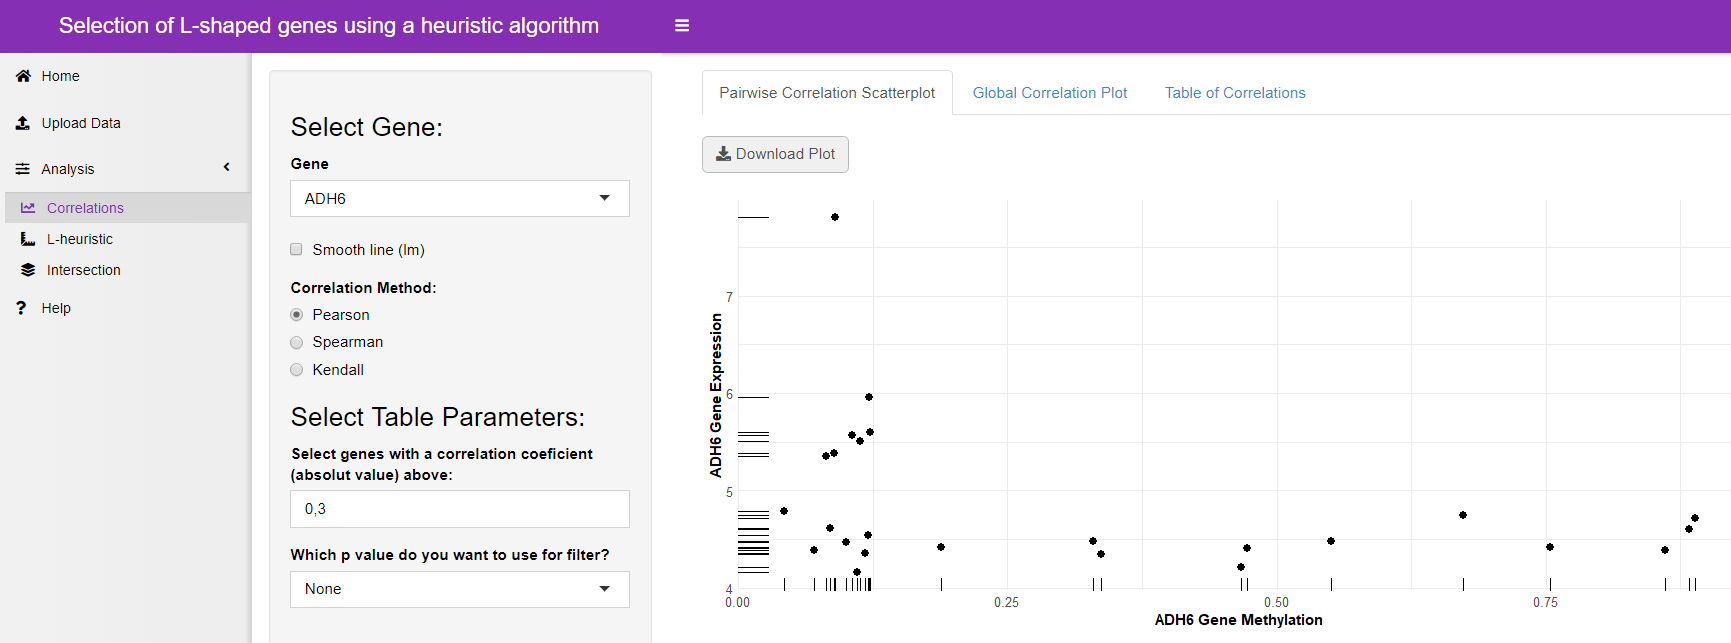 Selection of L-shaped genes using a heuristic algorithm
Home
Upload Data
Analysis
Correlations
L-heuristic
Intersection
Help
Select Gene:
Gene
ADH6
Smooth line (lm)
Correlation Method:
Pearson
Spearman
Kendall
Select Table Parameters:
Select genes with a correlation coeficient
(absolut value) above:
0,3
Which p value do you want to use for filter?
None
Pairwise Correlation Scatterplot
Global Correlation Plot
Table of Correlations
Download Plot
ADH6 Gene Expression
7
6
5
4
0.00
0.25
0.50
0.75
ADH6 Gene Methylation